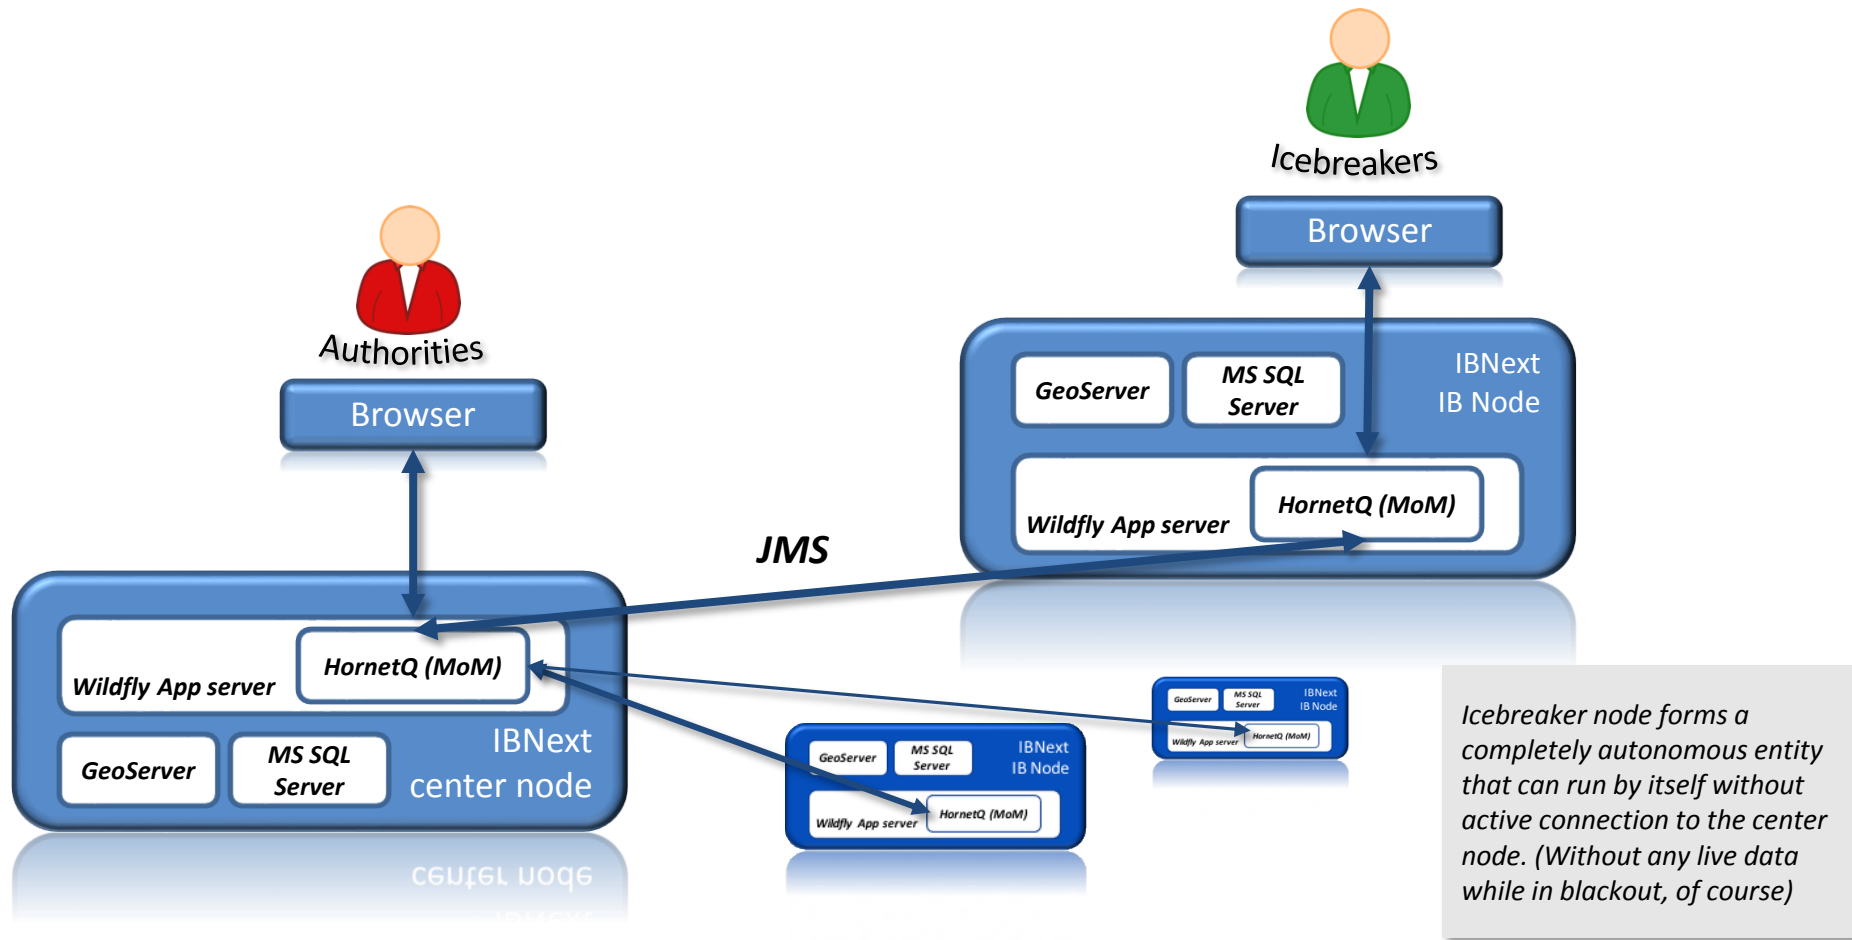 Icebreakers
Browser
Authorities
Browser
IBNext
IB Node
GeoServer
MS SQL
Server
HornetQ (MoM)
Wildfly App server
JMS
HornetQ (MoM)
Wildfly App server
IBNext
center node
GeoServer
MS SQL
Server
IBNext
IB Node
GeoServer
MS SQL
Server
HornetQ (MoM)
Wildfly App server
IBNext
IB Node
GeoServer
MS SQL
Server
HornetQ (MoM)
Wildfly App server
Icebreaker node forms a
completely autonomous entity
that can run by itself without
active connection to the center
node. (Without any live data
while in blackout, of course)